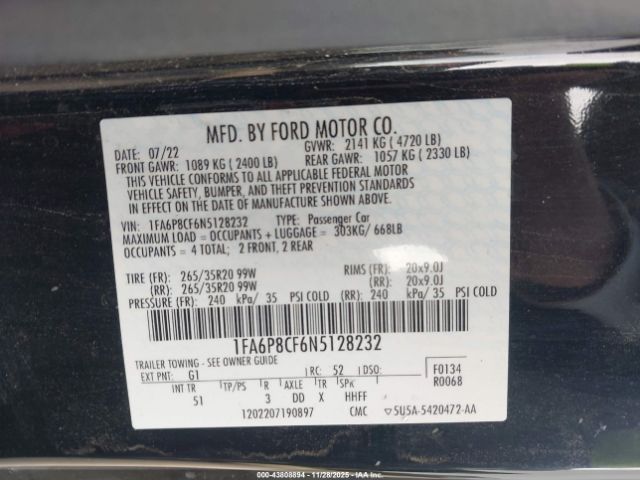 MFD. BY FORD MOTOR CO.
DATE: 07/22 GVWR: 2141 KG ( 4720 LB)
FRONT GAWR: 1089 KG ( 2400 LB) REAR GAWR: 1057 KG ( 2330 LB)
THIS VEHICLE CONFORMS TO ALL APPLICABLE FEDERAL MOTOR
VEHICLE SAFETY, BUMPER, AND THEFT PREVENTION STANDARDS
IN EFFECT ON THE DATE OF MANUFACTURE SHOWN ABOVE.
VIN: 1FA6P8CF6N5128232 TYPE: Passenger Car
MAXIMUM LOAD = OCCUPANTS + LUGGAGE = 303KG/ 668LB
OCCUPANTS = 4 TOTAL; 2 FRONT, 2 REAR
TIRE (FR): 265/35R20 99W RIMS (FR): 20x9.0J
(RR): 265/35R20 99W (RR): 20x9.0J
PRESSURE (FR): 240 kPa/ 35 PSI COLD (RR): 240 kPa/ 35 PSI COLD
1FA6P8CF6N5128232
TRAILER TOWING - SEE OWNER GUIDE
EXT PNT: G1 RC: 52 DSO: F0134
R0068
INT TR TP/PS R AXLE TR SPK
51 3 DD X HHFF
1202207190897 CMC ▽SU5A-5420472-AA
000-43808894 * 11/28/2025 * IAA Inc.